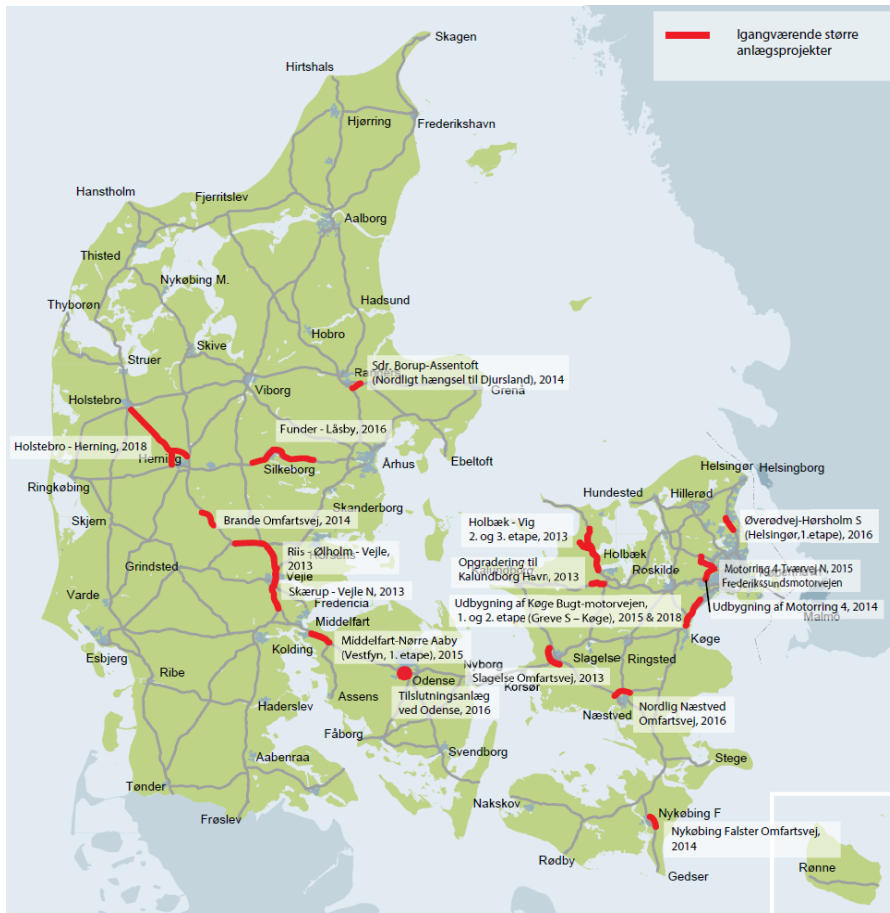 Igangværende større
anlægsprojekter
Skagen
Hirtshals
Hjørring
Frederikshavn
Hanstholm
Fjerritslev
Aalborg
Thisted
Nykøbing M.
Hadsund
Thyborøn
Hobro
Struer
Skive
Sdr. Borup-Assentoft
(Nordligt hængsel til Djursland), 2014
Randers
Grenå
Viborg
Holstebro
Funder - Låsby, 2016
Holstebro - Herning, 2018
Herning
Silkeborg
Århus
Ebeltoft
Ringkøbing
Skanderborg
Skjern
Brande Omfartsvej, 2014
Riis - Ølholm - Vejle,
2013
Horsens
Grindsted
Vejle
Skærup - Vejle N, 2013
Varde
Fredericia
Middelfart
Esbjerg
Kolding
Middelfart-Nørre Aaby
(Vestfyn, 1. etape), 2015
Ribe
Odense
Nyborg
Tilslutningsanlæg
ved Odense, 2016
Assens
Haderslev
Fåborg
Svendborg
Aabenraa
Tønder
Frøslev
Helsingør
Helsingborg
Hundested
Hillerød
Holbæk - Vig
2. og 3. etape, 2013
Øverødvej-Hørsholm S
(Helsingør,1.etape), 2016
Holbæk
Kalundborg
Opgradering til
Kalundborg Havn, 2013
Roskilde
Motorring 4-Tværvej N, 2015
Frederikssundsmotorvejen
København
Udbygning af Køge Bugt-motorvejen,
1. og 2. etape (Greve S – Køge), 2015 & 2018
Udbygning af Motorring 4, 2014
Malmö
Køge
Slagelse
Ringsted
Slagelse Omfartsvej, 2013
Korsør
Næstved
Nordlig Næstved
Omfartsvej, 2016
Stege
Nakskov
Nykøbing F
Nykøbing Falster Omfartsvej,
2014
Rødby
Gedser
Rønne